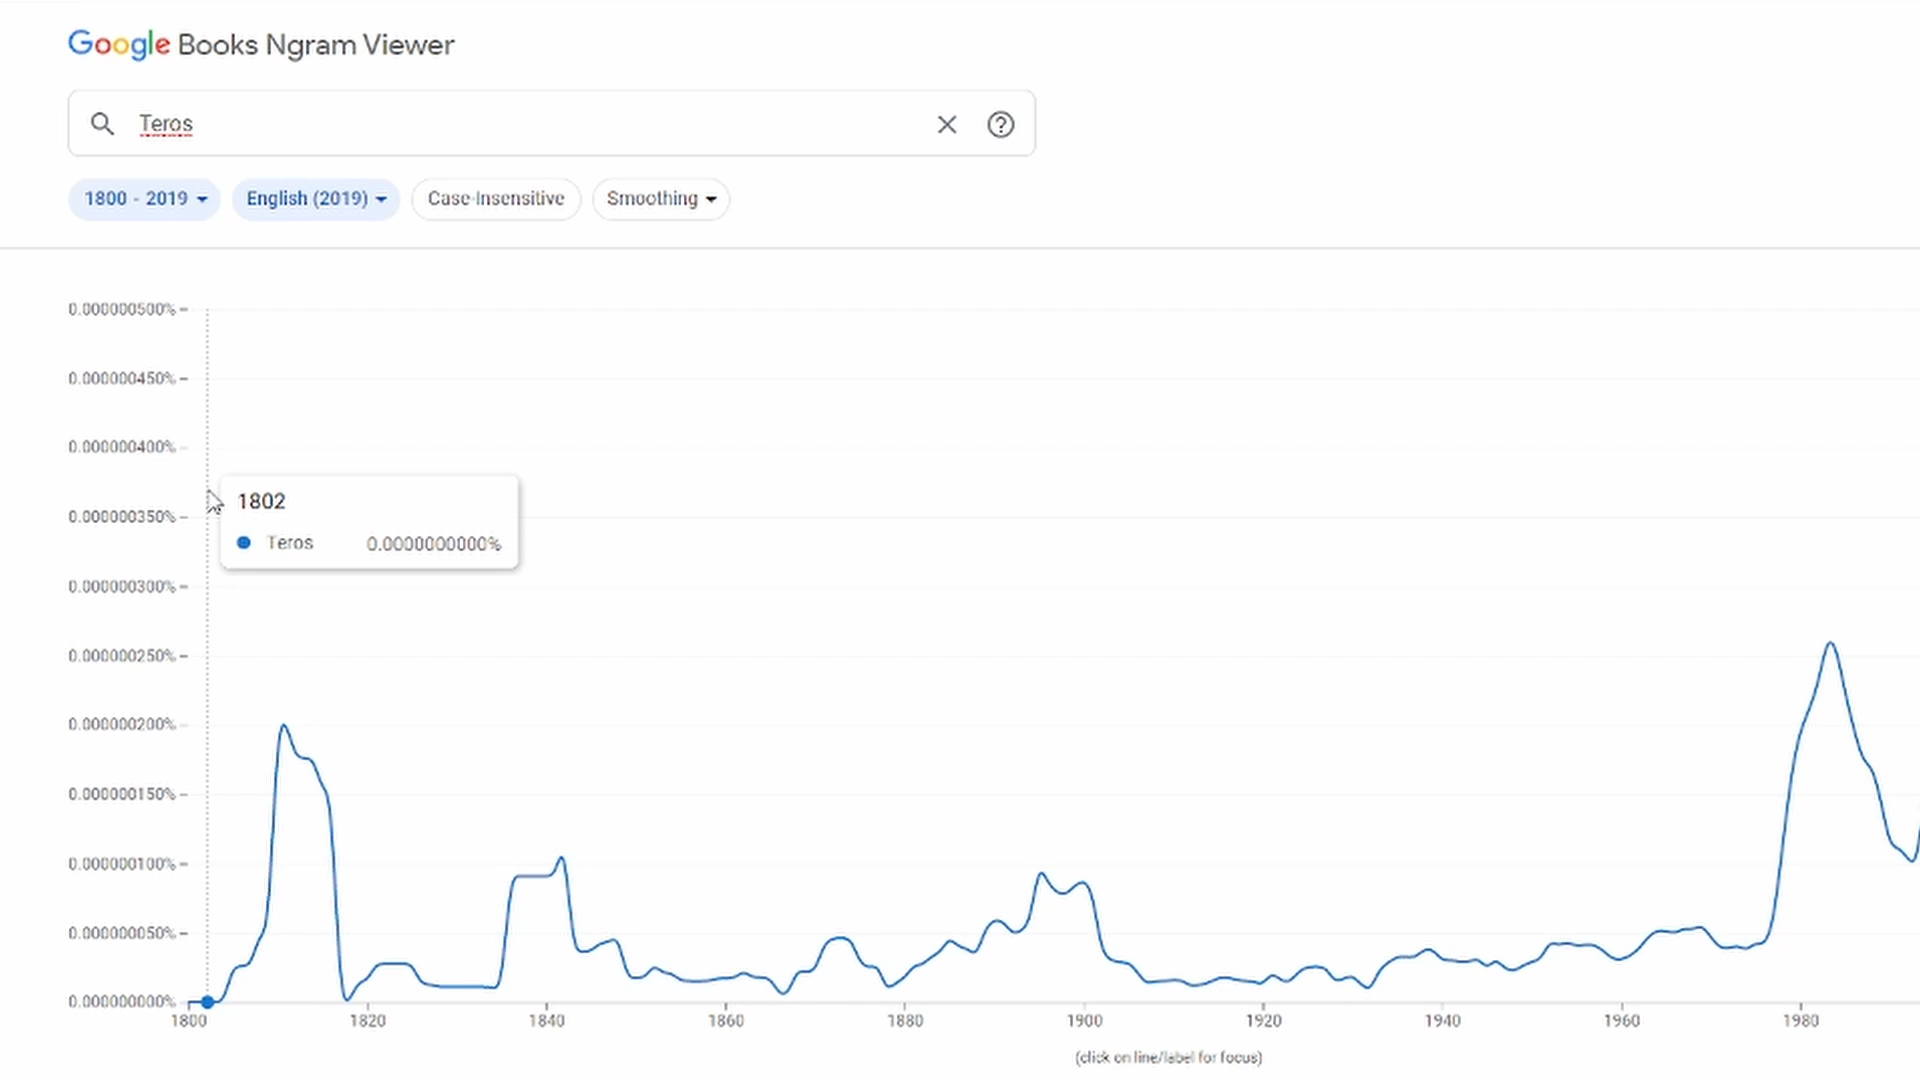 Google Books Ngram Viewer
Teros
1800 - 2019 English (2019) Case-Insensitive Smoothing
0.000000500%
0.000000450%
0.000000400%
0.000000350%
0.000000300%
0.000000250%
0.000000200%
0.000000150%
0.000000100%
0.000000050%
0.000000000%
1802
Teros 0.0000000000%
1800 1820 1840 1860 1880 1900 1920 1940 1960 1980
(click on line/label for focus)